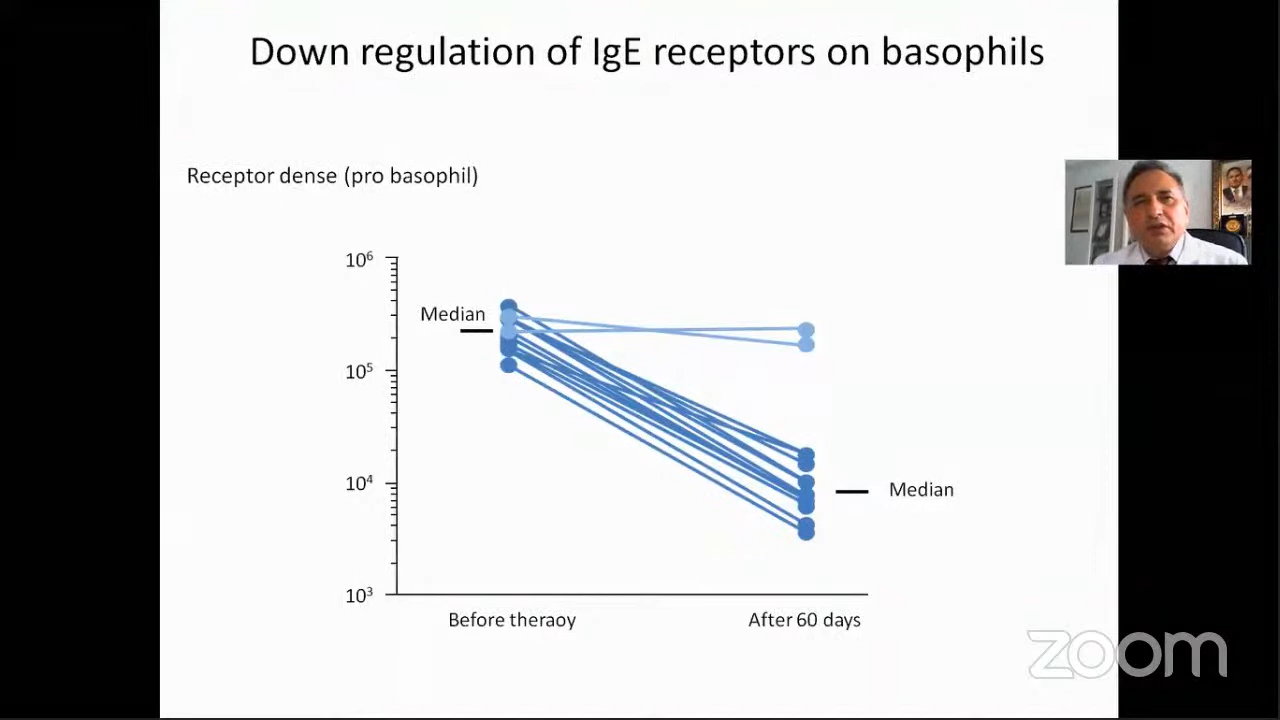 Down regulation of IgE receptors on basophils
Receptor dense (pro basophil)
10⁶
Median
10⁵
10⁴
Median
10³
Before theraoy
After 60 days
zoom